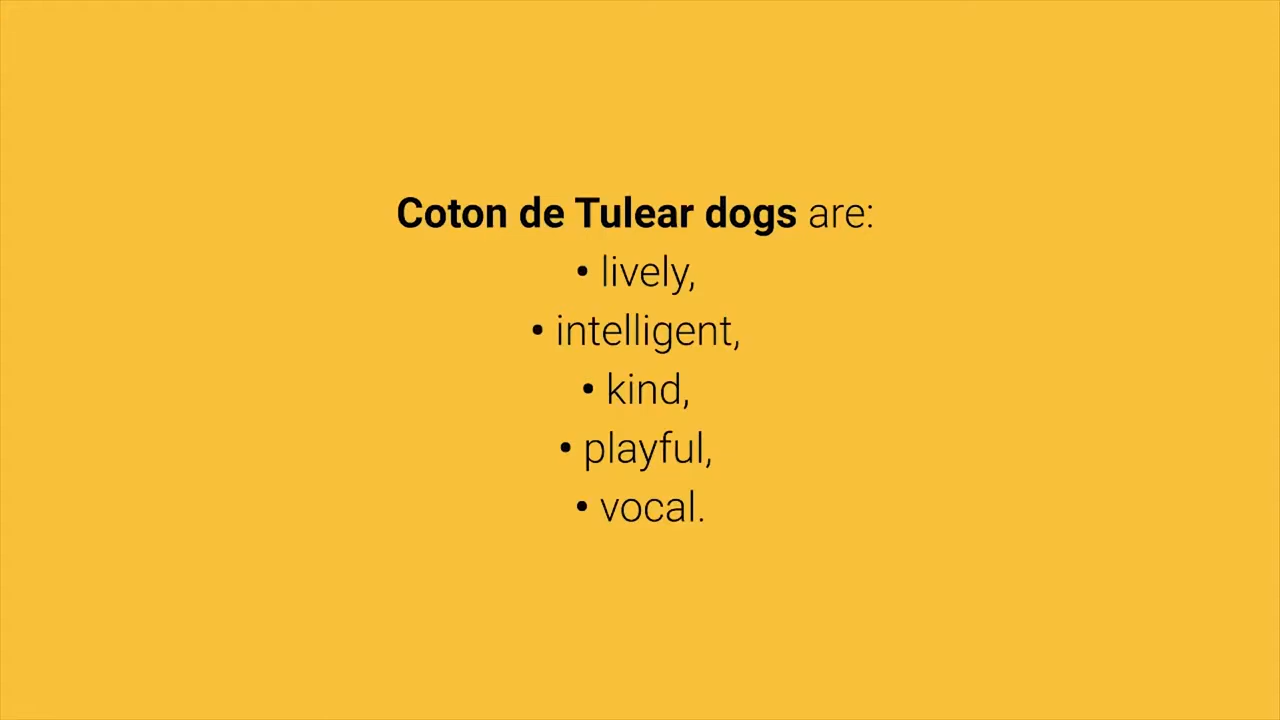 Coton de Tulear dogs are:
• lively,
• intelligent,
• kind,
• playful,
• vocal.